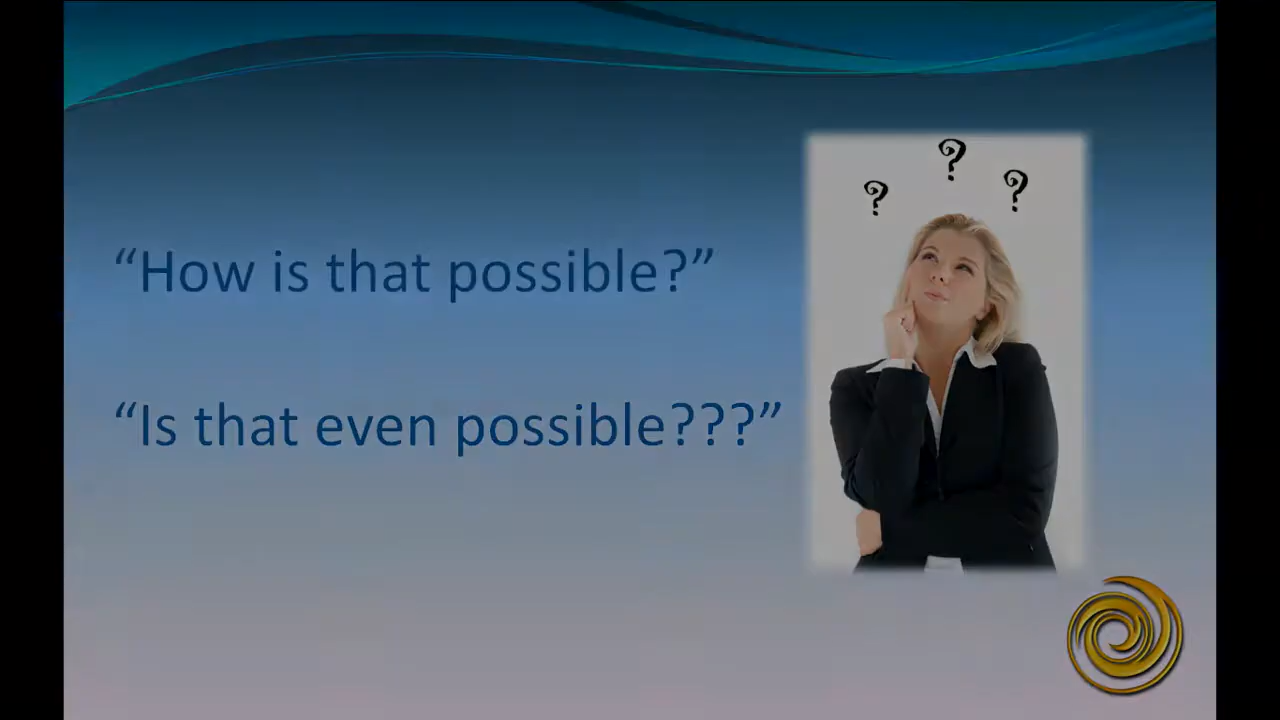 “How is that possible?”
“Is that even possible???”
? ? ?